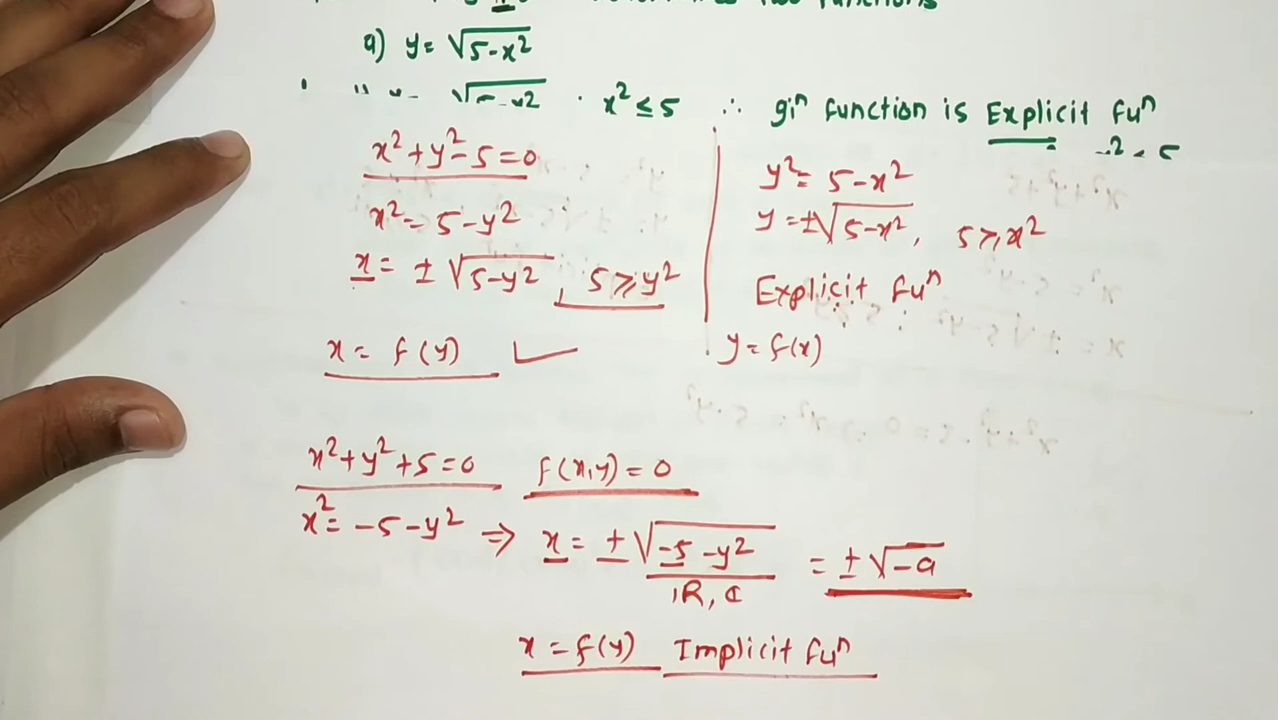 a) y = √5-x²
x² ≤ 5 ∴ giⁿ function is Explicit fuⁿ
x²+y²-5=0
x² = 5-y²
x = ± √5-y² , 5 ⩾ y²
x = f(y) ✓
y² = 5-x²
y = ±√5-x² , 5 ⩾ x²
Explicit fuⁿ
y = f(x)
x²+y²+5=0 f(x,y) = 0
x² = -5-y² ⇒ x = ± √-5-y² = ± √-a
IR, C
x = f(y) Implicit fuⁿ